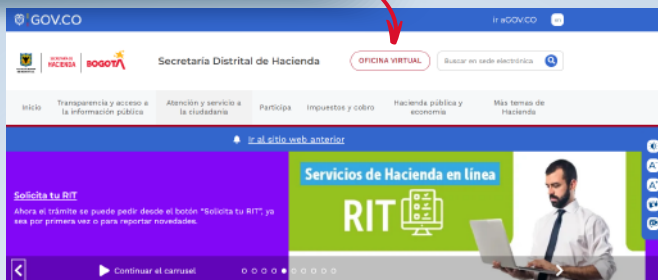 GOV.CO
Ir a GOV.CO
en
SECRETARÍA DE
HACIENDA
BOGOTÁ
Secretaría Distrital de Hacienda
OFICINA VIRTUAL
Buscar en sede electrónica
Inicio
Transparencia y acceso a
la información pública
Atención y servicio a
la ciudadanía
Participa
Impuestos y cobro
Hacienda pública y
economía
Más temas de
Hacienda
Ir al sitio web anterior
Solicita tu RIT
Ahora el trámite se puede pedir desde el botón "Solicita tu RIT", ya
sea por primera vez o para reportar
novedades.
Servicios de Hacienda en línea
RIT
Continuar el carrusel